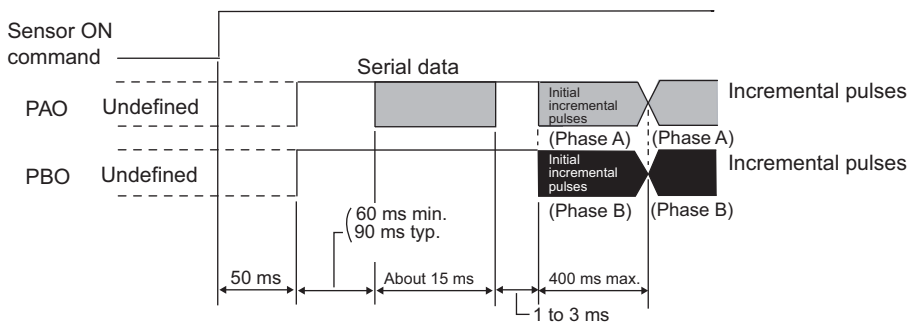 Sensor ON
command
Serial data
PAO
Undefined
Initial
incremental
pulses
(Phase A)
(Phase A)
Incremental pulses
PBO
Undefined
Initial
incremental
pulses
(Phase B)
(Phase B)
Incremental pulses
60 ms min.
90 ms typ.
50 ms
About 15 ms
400 ms max.
1 to 3 ms